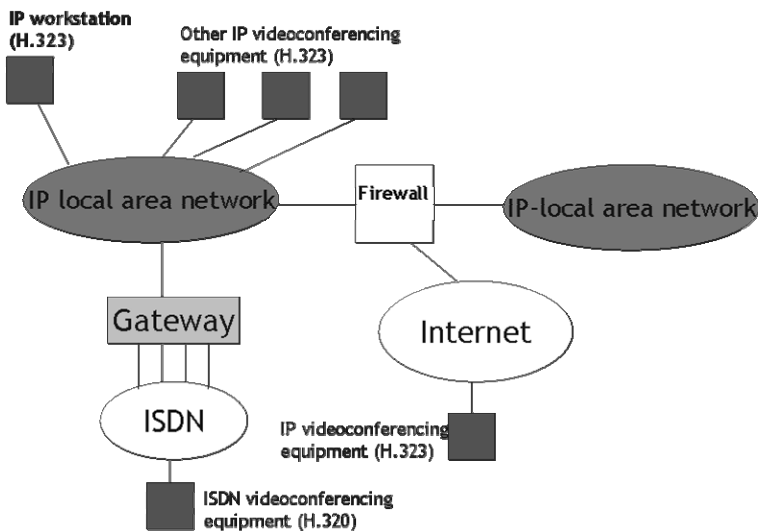 IP workstation
(H.323)
Other IP videoconferencing
equipment (H.323)
IP local area network
Firewall
IP-local area network
Gateway
Internet
ISDN
IP videoconferencing
equipment (H.323)
ISDN videoconferencing
equipment (H.320)